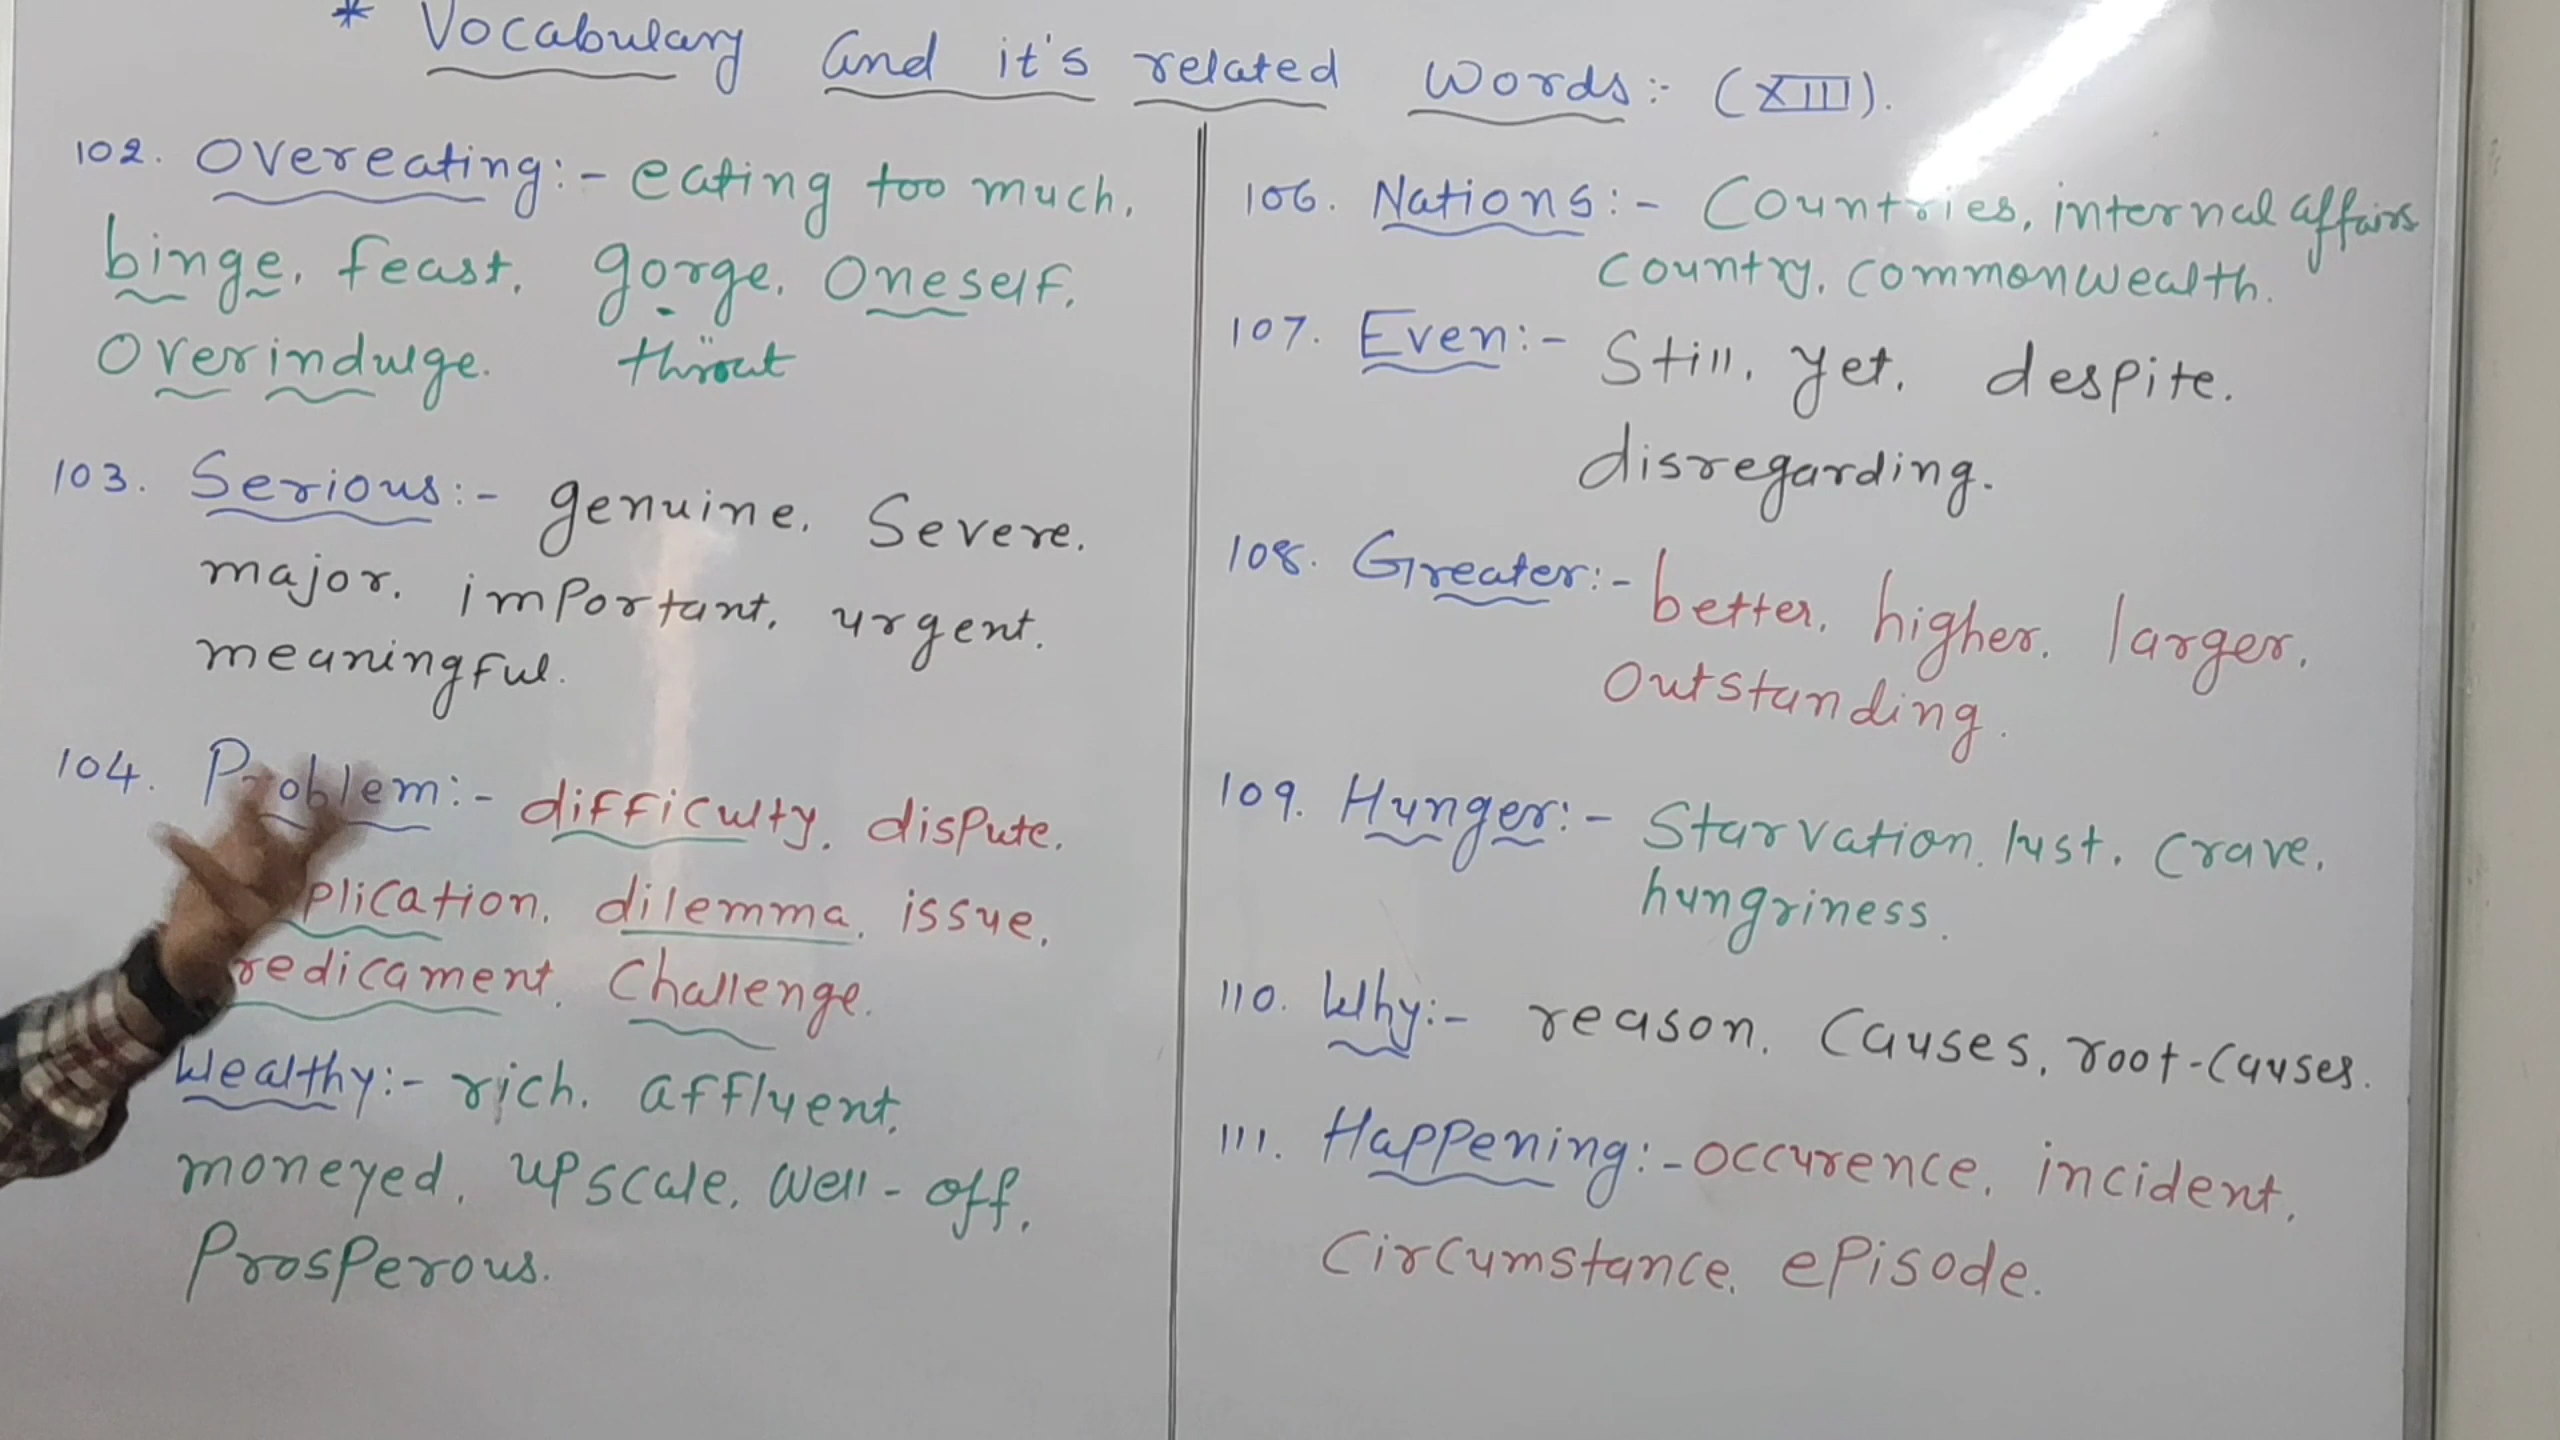 * Vocabulary and it's related words:- (XIII).
102. Overeating:- eating too much,
binge, feast, gorge, oneself,
overindulge. throat
103. Serious:- genuine, Severe,
major, important, urgent,
meaningful.
104. Problem:- difficulty, dispute,
plication, dilemma, issue,
redicament, Challenge.
Wealthy:- rich, affluent,
moneyed, upscale, well-off,
Prosperous.
106. Nations:- Countries, internal affairs
country, commonwealth.
107. Even:- Still, yet, despite,
disregarding.
108. Greater:- better, higher, larger,
outstanding.
109. Hunger:- Starvation, lust, crave,
hungriness.
110. Why:- reason, causes, root-causes.
111. Happening:- occurence, incident,
Circumstance, episode.